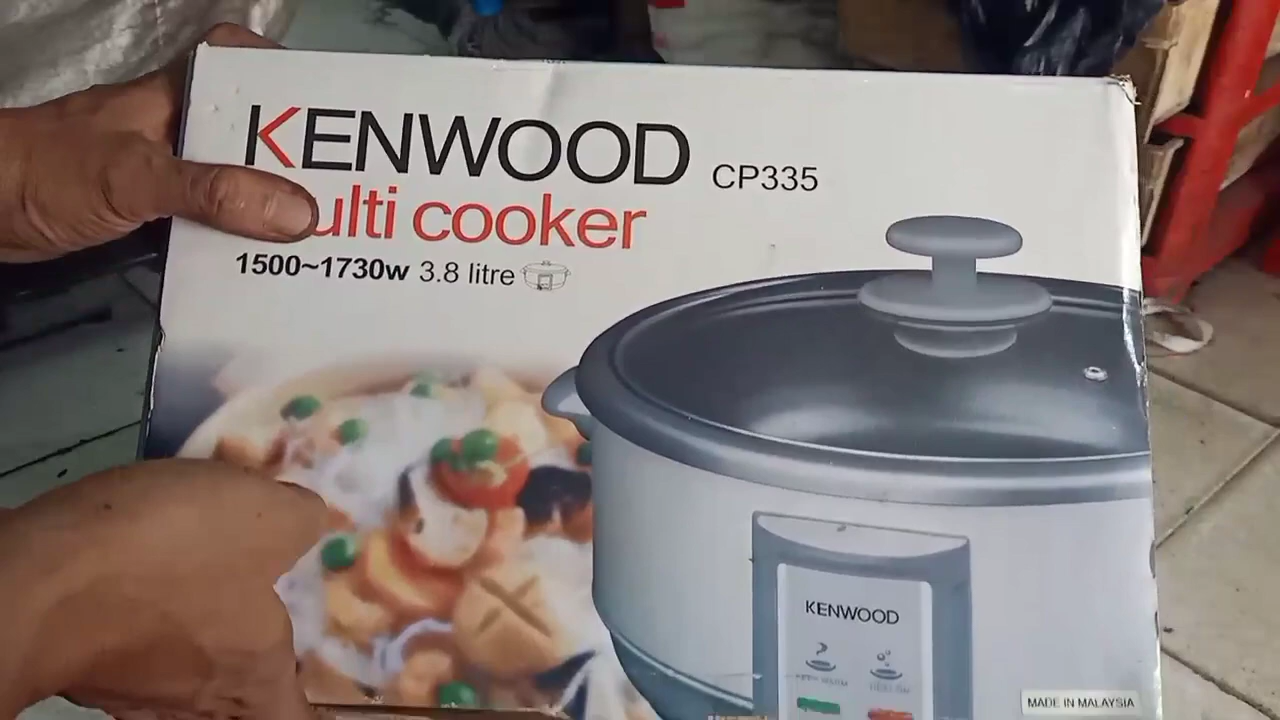 KENWOOD CP335
ulti cooker
1500~1730w 3.8 litre
KENWOOD
MADE IN MALAYSIA